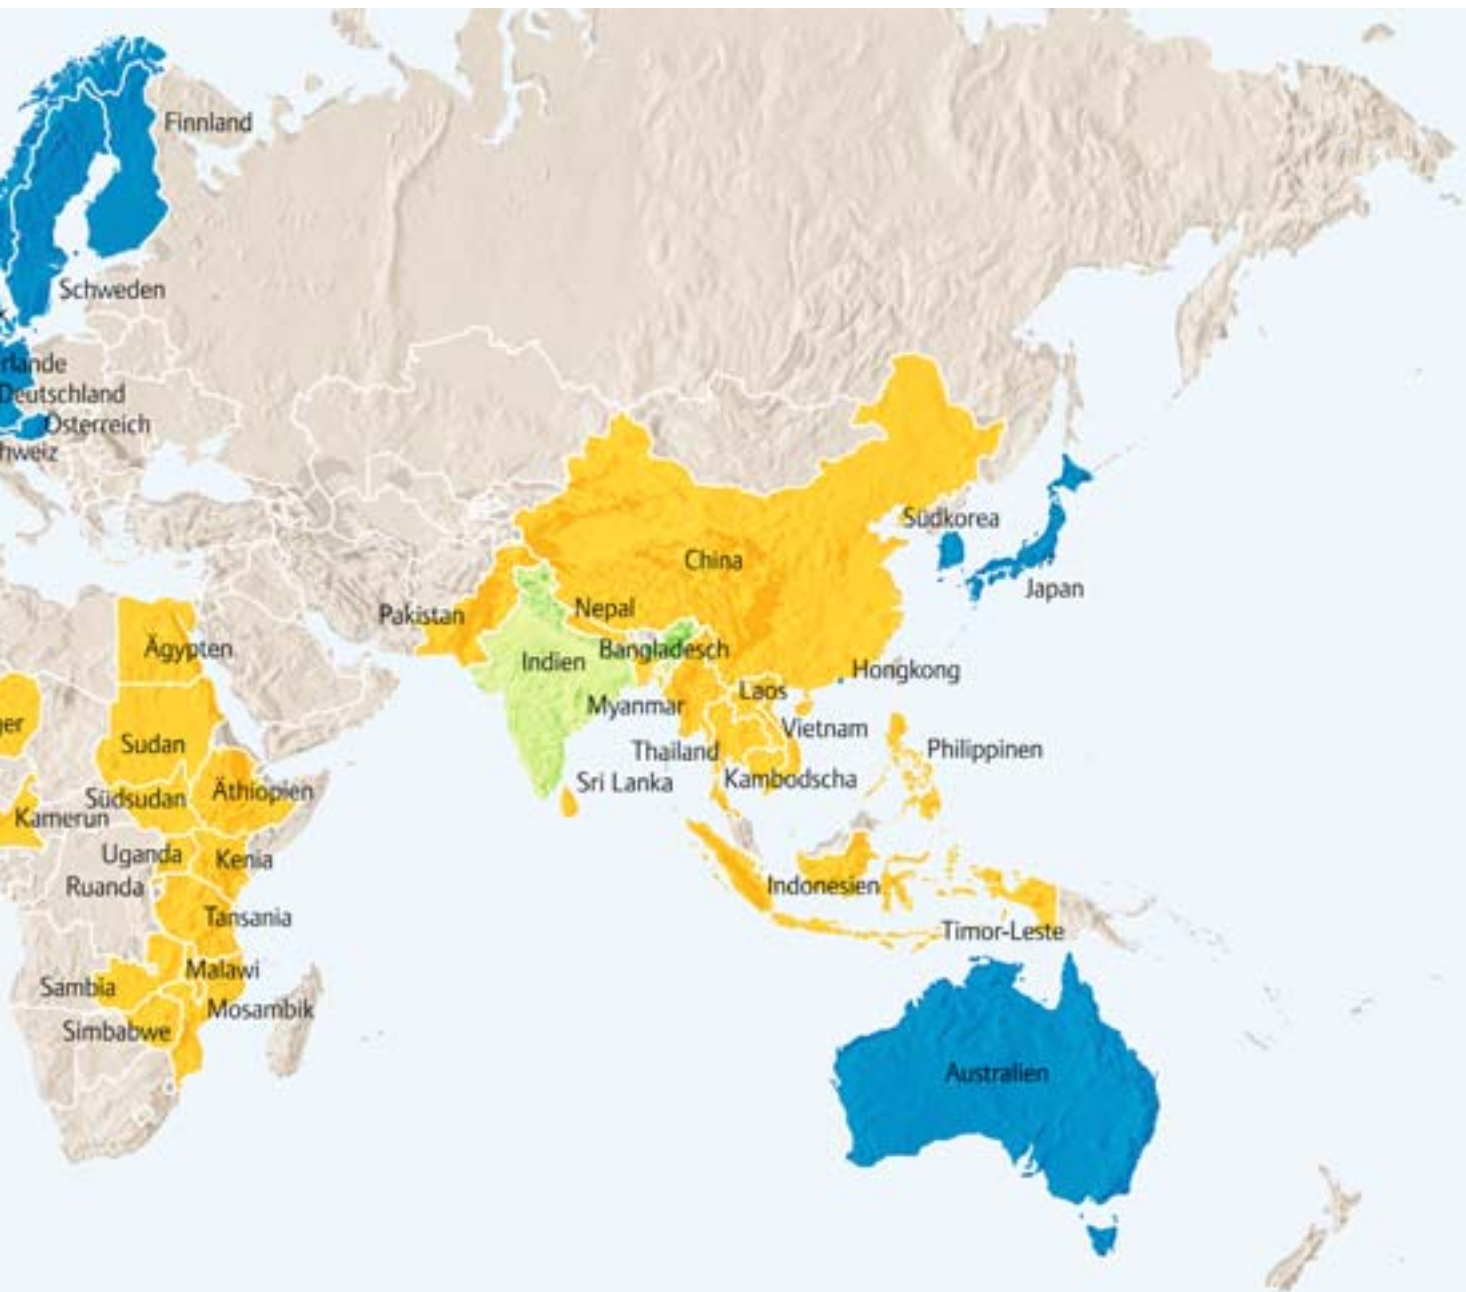 Finnland
Schweden
rlande
Deutschland
Österreich
hweiz
Südkorea
China
Japan
Pakistan
Nepal
Ägypten
Bangladesch
Indien
Hongkong
Laos
Myanmar
ger
Vietnam
Sudan
Thailand
Philippinen
Kambodscha
Sri Lanka
Äthiopien
Südsudan
Kamerun
Uganda
Kenia
Ruanda
Indonesien
Tansania
Timor-Leste
Malawi
Sambia
Mosambik
Simbabwe
Australien